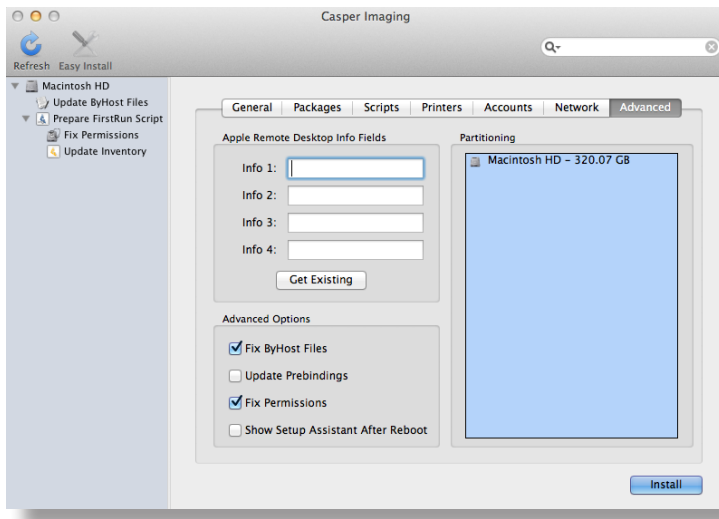 Casper Imaging
Refresh Easy Install
Macintosh HD
Update ByHost Files
Prepare FirstRun Script
Fix Permissions
Update Inventory
General Packages Scripts Printers Accounts Network Advanced
Apple Remote Desktop Info Fields
Info 1:
Info 2:
Info 3:
Info 4:
Get Existing
Partitioning
Macintosh HD – 320.07 GB
Advanced Options
Fix ByHost Files
Update Prebindings
Fix Permissions
Show Setup Assistant After Reboot
Install